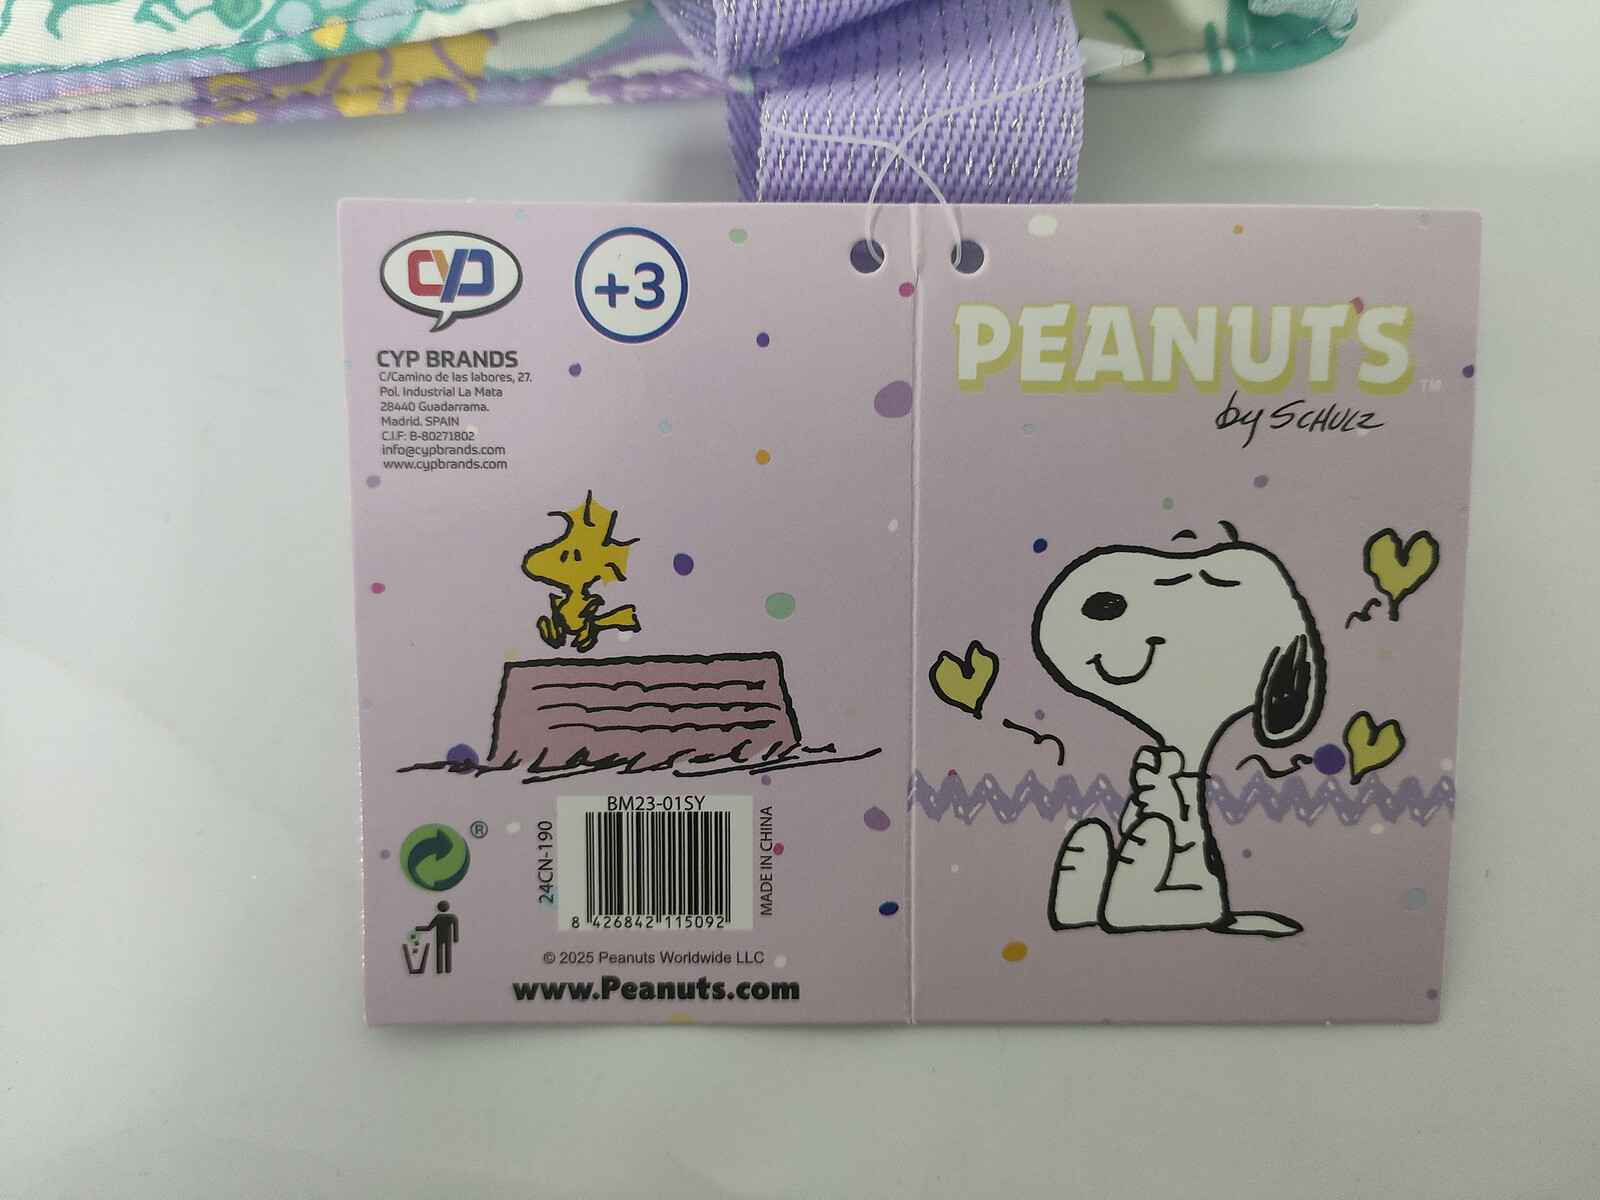 CYP
+3
CYP BRANDS
C/Camino de las labores, 27.
Pol. Industrial La Mata
28440 Guadarrama.
Madrid. SPAIN
C.I.F: B-80271802
info@cypbrands.com
www.cypbrands.com
®
24CN-190
BM23-01SY
8 426842 115092
MADE IN CHINA
© 2025 Peanuts Worldwide LLC
www.Peanuts.com
PEANUTS
TM
by SCHULZ